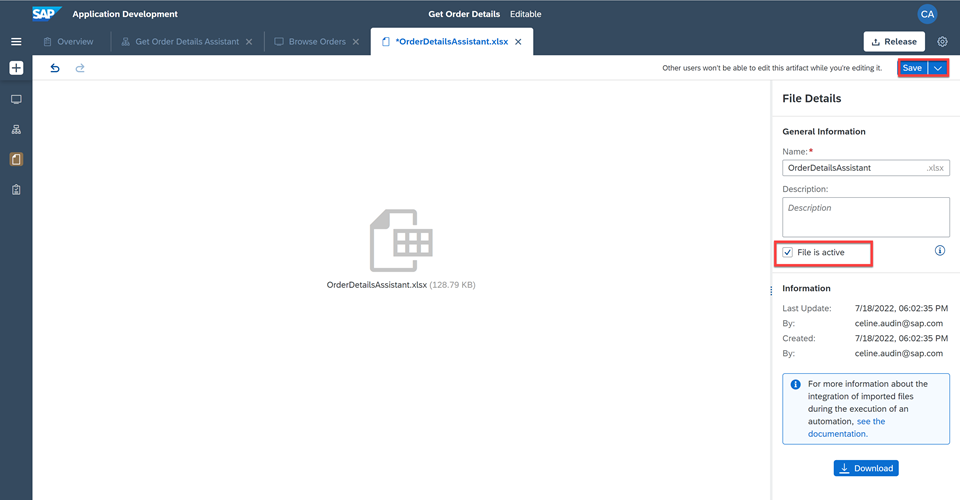 SAP Application Development Get Order Details Editable CA
Overview Get Order Details Assistant Browse Orders *OrderDetailsAssistant.xlsx Release
Other users won't be able to edit this artifact while you're editing it. Save
File Details
General Information
Name:*
OrderDetailsAssistant .xlsx
Description:
Description
File is active
OrderDetailsAssistant.xlsx (128.79 KB)
Information
Last Update: 7/18/2022, 06:02:35 PM
By: celine.audin@sap.com
Created: 7/18/2022, 06:02:35 PM
By: celine.audin@sap.com
For more information about the
integration of imported files
during the execution of an
automation, see the
documentation.
Download